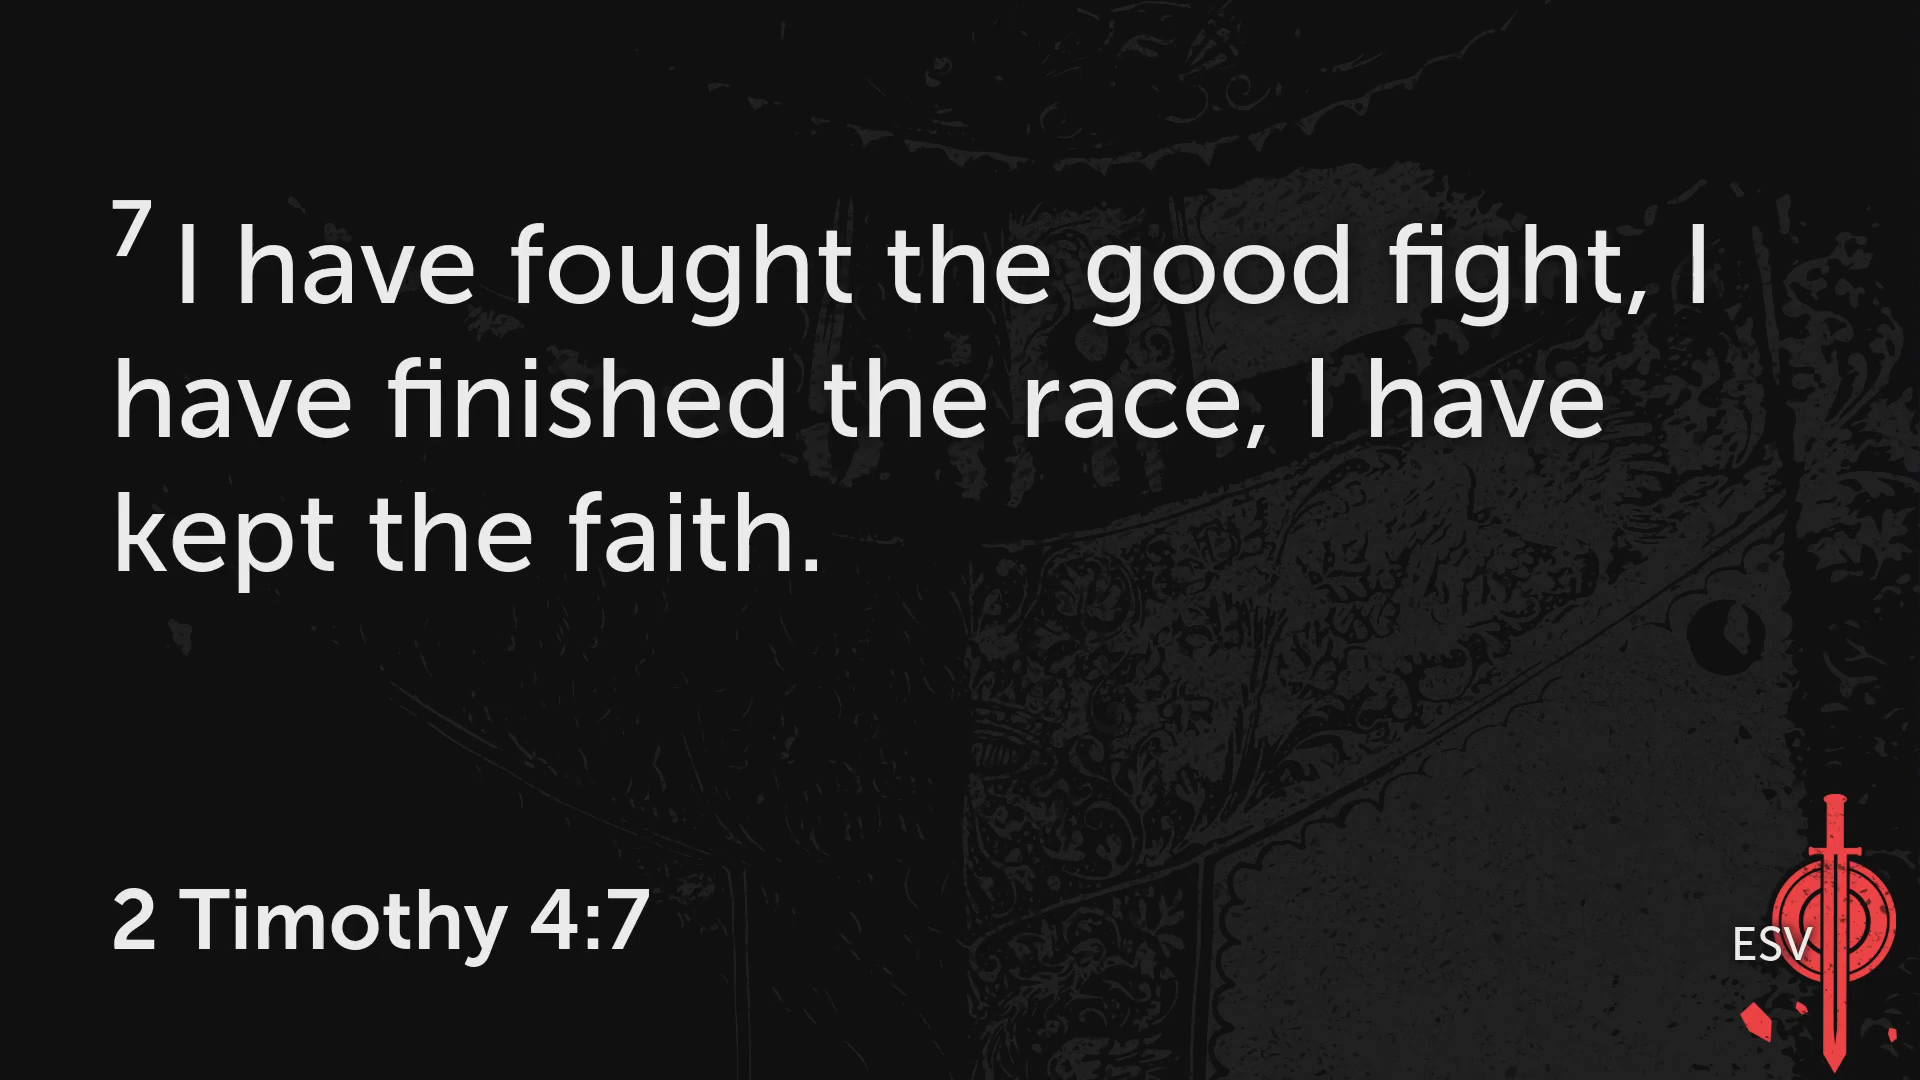 7 I have fought the good fight, I
have finished the race, I have
kept the faith.
2 Timothy 4:7
ESV